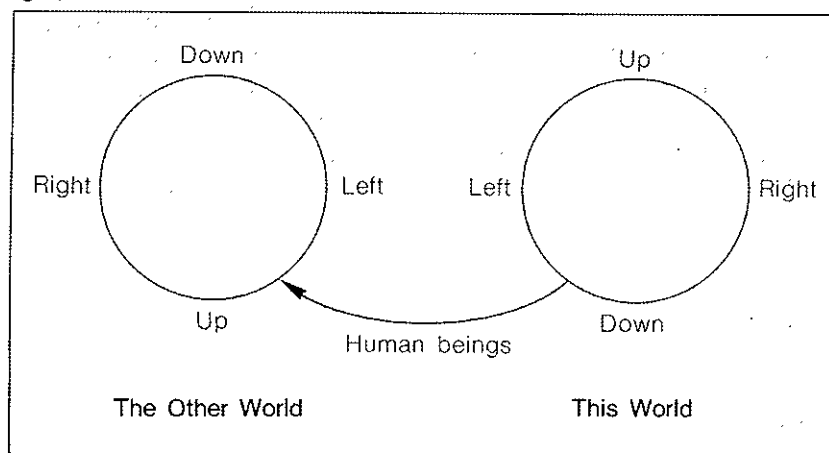 Down
Up
Right
Left
Left
Right
Up
Down
Human beings
The Other World
This World